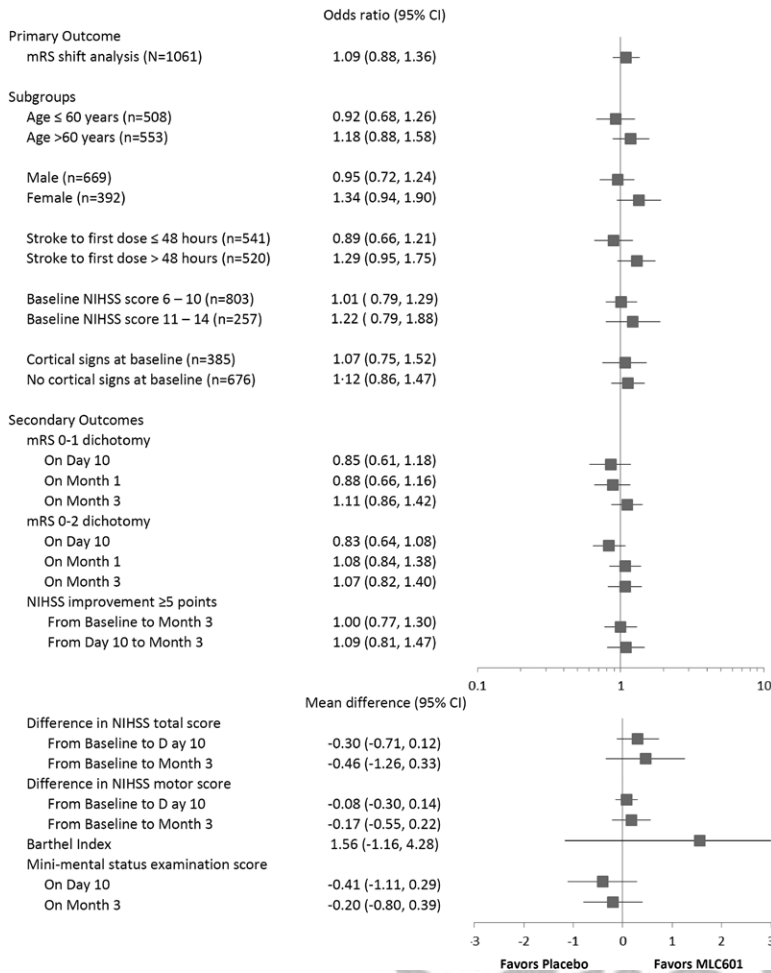 Odds ratio (95% CI)
Primary Outcome
mRS shift analysis (N=1061) 1.09 (0.88, 1.36)
Subgroups
Age ≤ 60 years (n=508) 0.92 (0.68, 1.26)
Age >60 years (n=553) 1.18 (0.88, 1.58)
Male (n=669) 0.95 (0.72, 1.24)
Female (n=392) 1.34 (0.94, 1.90)
Stroke to first dose ≤ 48 hours (n=541) 0.89 (0.66, 1.21)
Stroke to first dose > 48 hours (n=520) 1.29 (0.95, 1.75)
Baseline NIHSS score 6 – 10 (n=803) 1.01 ( 0.79, 1.29)
Baseline NIHSS score 11 – 14 (n=257) 1.22 ( 0.79, 1.88)
Cortical signs at baseline (n=385) 1.07 (0.75, 1.52)
No cortical signs at baseline (n=676) 1·12 (0.86, 1.47)
Secondary Outcomes
mRS 0-1 dichotomy
On Day 10 0.85 (0.61, 1.18)
On Month 1 0.88 (0.66, 1.16)
On Month 3 1.11 (0.86, 1.42)
mRS 0-2 dichotomy
On Day 10 0.83 (0.64, 1.08)
On Month 1 1.08 (0.84, 1.38)
On Month 3 1.07 (0.82, 1.40)
NIHSS improvement ≥5 points
From Baseline to Month 3 1.00 (0.77, 1.30)
From Day 10 to Month 3 1.09 (0.81, 1.47)
0.1 1 10
Mean difference (95% CI)
Difference in NIHSS total score
From Baseline to D ay 10 -0.30 (-0.71, 0.12)
From Baseline to Month 3 -0.46 (-1.26, 0.33)
Difference in NIHSS motor score
From Baseline to D ay 10 -0.08 (-0.30, 0.14)
From Baseline to Month 3 -0.17 (-0.55, 0.22)
Barthel Index 1.56 (-1.16, 4.28)
Mini-mental status examination score
On Day 10 -0.41 (-1.11, 0.29)
On Month 3 -0.20 (-0.80, 0.39)
-3 -2 -1 0 1 2 3
Favors Placebo Favors MLC601